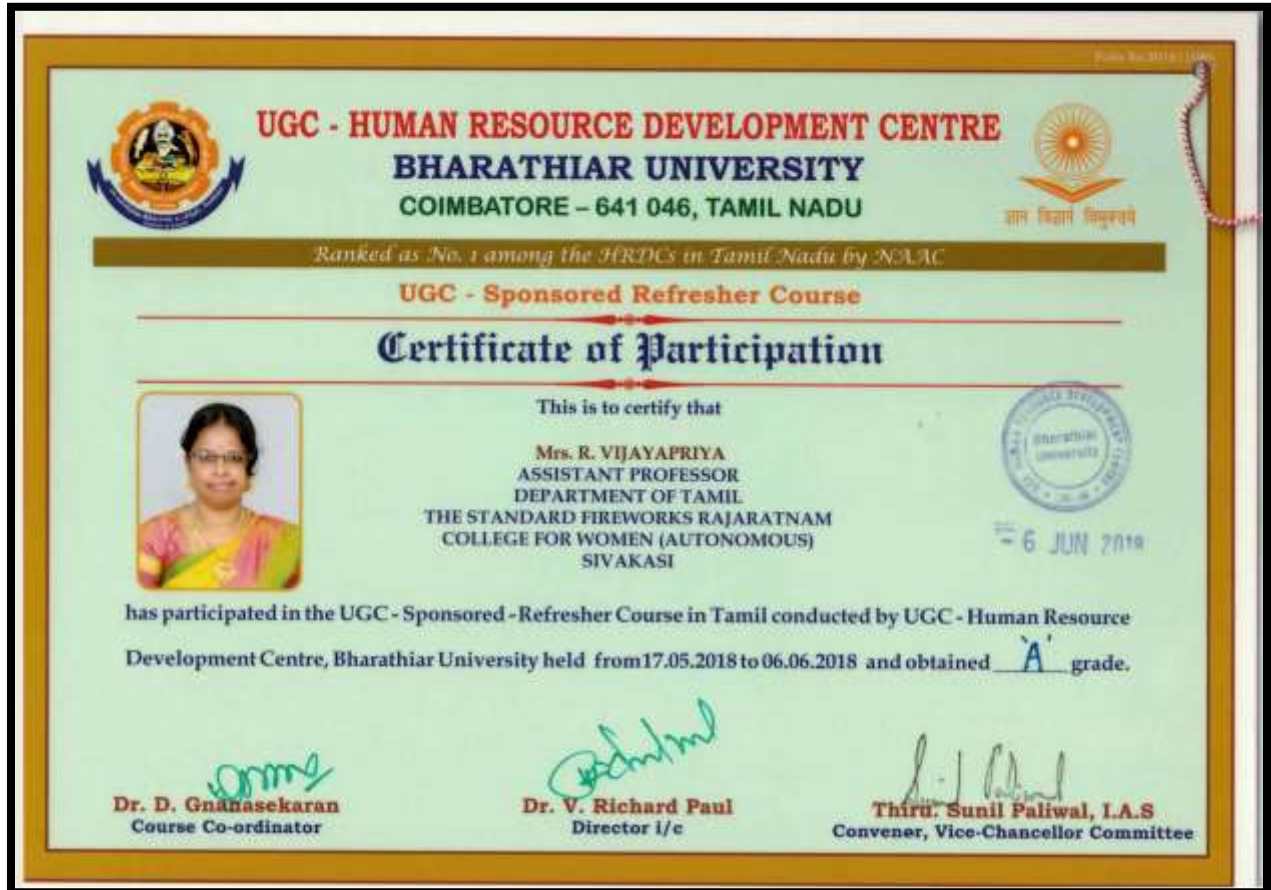 UGC - HUMAN RESOURCE DEVELOPMENT CENTRE
BHARATHIAR UNIVERSITY
COIMBATORE – 641 046, TAMIL NADU
ज्ञान विज्ञानं विमुक्तये
Ranked as No. 1 among the HRDCs in Tamil Nadu by NAAC
UGC - Sponsored Refresher Course
Certificate of Participation
This is to certify that
Mrs. R. VIJAYAPRIYA
ASSISTANT PROFESSOR
DEPARTMENT OF TAMIL
THE STANDARD FIREWORKS RAJARATNAM
COLLEGE FOR WOMEN (AUTONOMOUS)
SIVAKASI
Bharathiar
University
- 6 JUN 2018
has participated in the UGC - Sponsored - Refresher Course in Tamil conducted by UGC - Human Resource
Development Centre, Bharathiar University held from 17.05.2018 to 06.06.2018 and obtained 'A' grade.
Dr. D. Gnanasekaran
Course Co-ordinator
Dr. V. Richard Paul
Director i/c
Thiru. Sunil Paliwal, I.A.S
Convener, Vice-Chancellor Committee